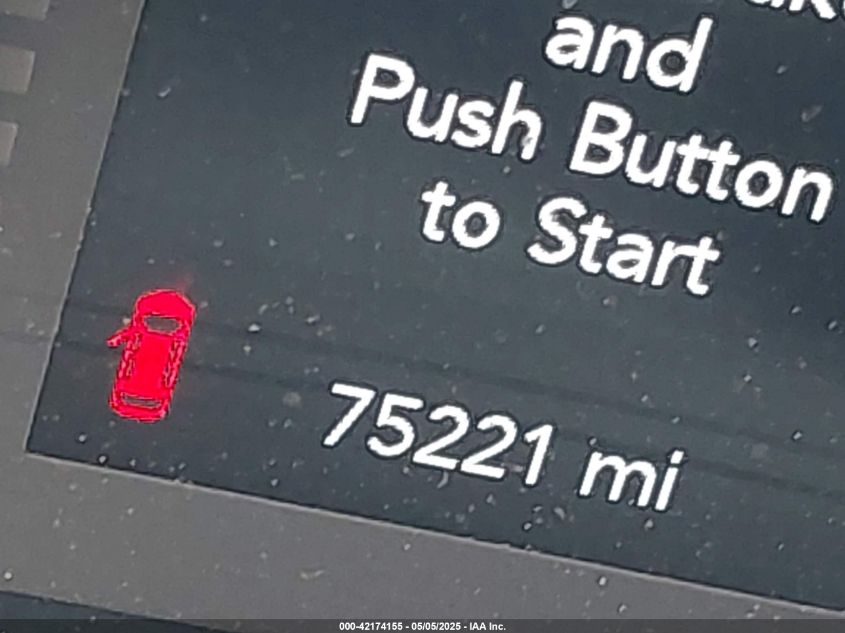 and
Push Button
to Start
75221 mi
000-42174155 - 05/05/2025 - IAA Inc.